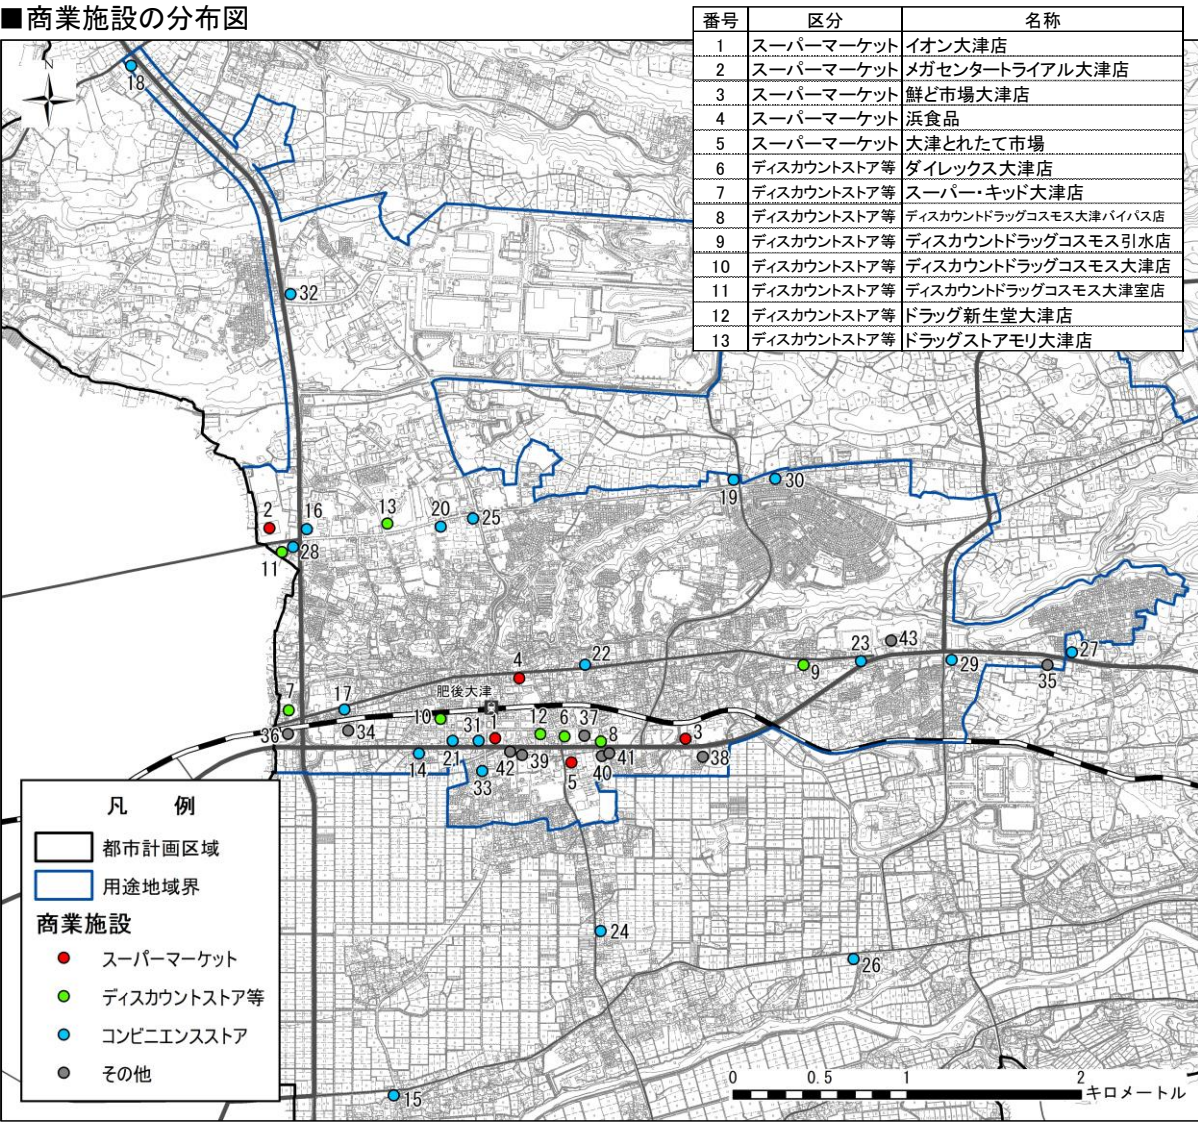 ■商業施設の分布図
番号 区分 名称
1 スーパーマーケット イオン大津店
2 スーパーマーケット メガセンタートライアル大津店
3 スーパーマーケット 鮮ど市場大津店
4 スーパーマーケット 浜食品
5 スーパーマーケット 大津とれたて市場
6 ディスカウントストア等 ダイレックス大津店
7 ディスカウントストア等 スーパー・キッド大津店
8 ディスカウントストア等 ディスカウントドラッグコスモス大津バイパス店
9 ディスカウントストア等 ディスカウントドラッグコスモス引水店
10 ディスカウントストア等 ディスカウントドラッグコスモス大津店
11 ディスカウントストア等 ディスカウントドラッグコスモス大津室店
12 ディスカウントストア等 ドラッグ新生堂大津店
13 ディスカウントストア等 ドラッグストアモリ大津店
N
18
32
19
30
2
16
13
20
25
28
11
43
22
23
27
4
29
9
35
肥後大津
7
17
10
31
1
12
6
37
3
36
34
8
14
21
42
39
5
40
41
38
33
24
26
15
凡 例
都市計画区域
用途地域界
商業施設
スーパーマーケット
ディスカウントストア等
コンビニエンスストア
その他
0 0.5 1 2
キロメートル